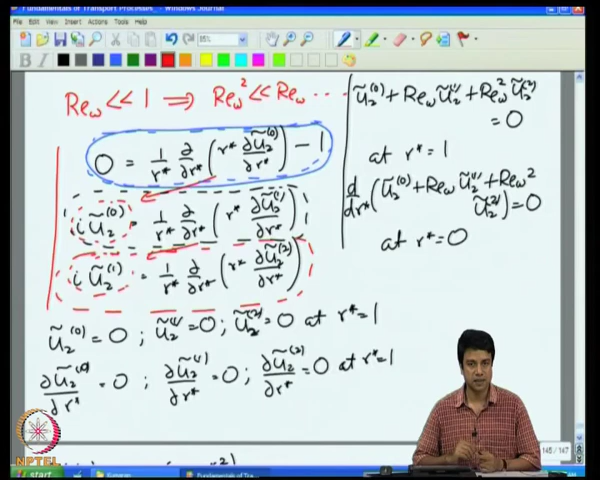 Fundamentals of Transport Processes - Windows Journal
File Edit View Insert Actions Tools Help
Re_ω << 1 ⟹ Re_ω² << Re_ω ...
0 = 1/r* ∂/∂r* (r* ∂ũ_z^(0)/∂r*) - 1
i ũ_z^(0) = 1/r* ∂/∂r* (r* ∂ũ_z^(1)/∂r*)
i ũ_z^(1) = 1/r* ∂/∂r* (r* ∂ũ_z^(2)/∂r*)
ũ_z^(0) = 0 ; ũ_z^(1) = 0 ; ũ_z^(2) = 0 at r* = 1
∂ũ_z^(0)/∂r* = 0 ; ∂ũ_z^(1)/∂r* = 0 ; ∂ũ_z^(2)/∂r* = 0 at r* = 1
ũ_z^(0) + Re_ω ũ_z^(1) + Re_ω² ũ_z^(2)
= 0
at r* = 1
d/dr* (ũ_z^(0) + Re_ω ũ_z^(1) + Re_ω²
ũ_z^(2)) = 0
at r* = 0
145 / 147
NPTEL
start
Fundamentals of Tra...